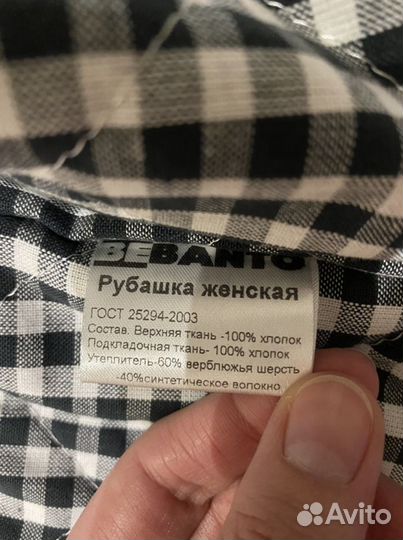 BEBANTO
Рубашка женская
ГОСТ 25294-2003
Состав. Верхняя ткань -100% хлопок
Подкладочная ткань- 100% хлопок
Утеплитель-60% верблюжья шерсть
-40%синтетическое волокно
Avito